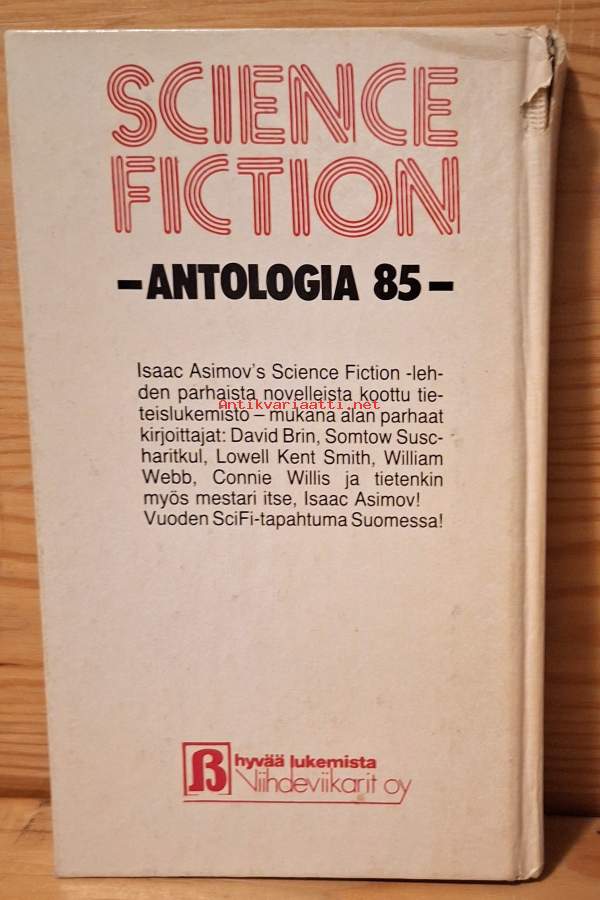 SCIENCE
FICTION
–ANTOLOGIA 85–
Isaac Asimov's Science Fiction -leh-
den parhaista novelleista koottu tie-
Antikvariaatti.net
teislukemisto – mukana alan parhaat
kirjoittajat: David Brin, Somtow Susc-
haritkul, Lowell Kent Smith, William
Webb, Connie Willis ja tietenkin
myös mestari itse, Isaac Asimov!
Vuoden SciFi-tapahtuma Suomessa!
ß hyvää lukemista
Viihdeviikarit oy